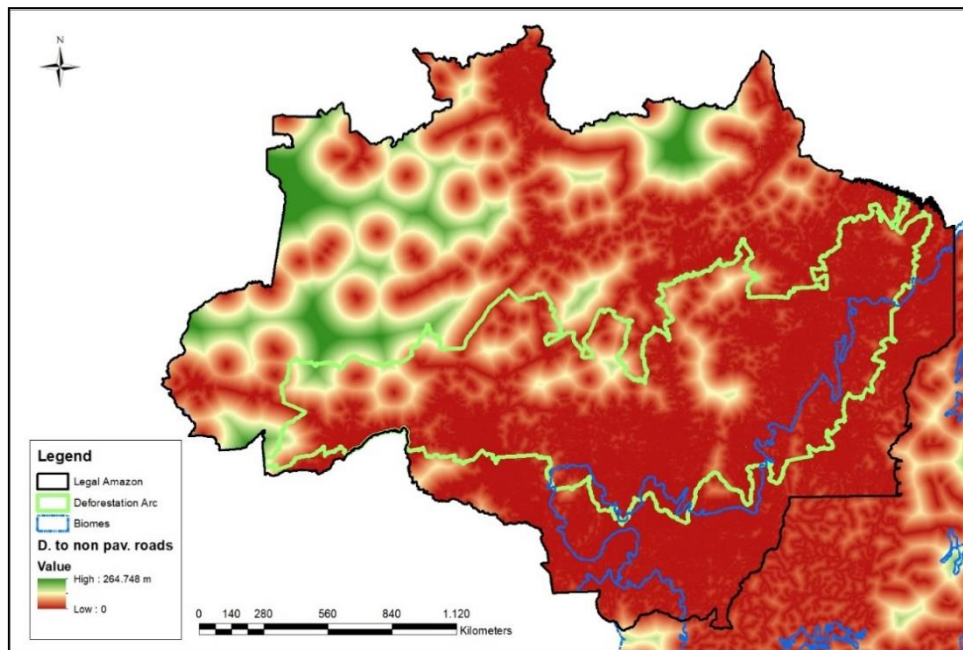 N
Legend
Legal Amazon
Deforestation Arc
Biomes
D. to non pav. roads
Value
High : 264.748 m
Low : 0
0 140 280 560 840 1.120
Kilometers